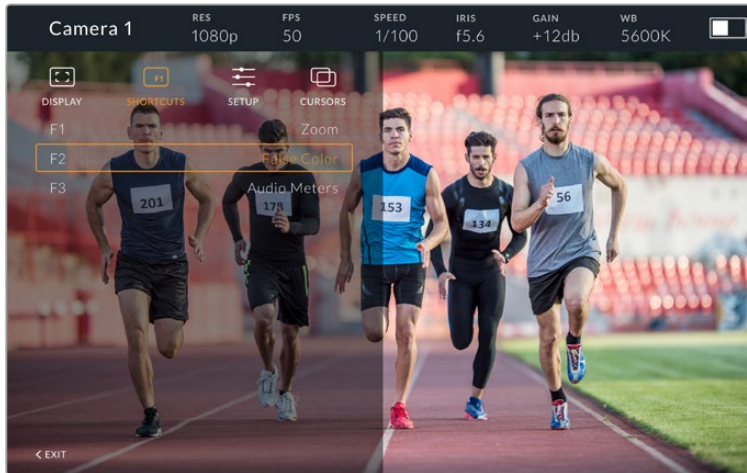 Camera 1
RES FPS SPEED IRIS GAIN WB
1080p 50 1/100 f5.6 +12db 5600K
F1
DISPLAY SHORTCUTS SETUP CURSORS
F1 Zoom
F2 False Color
F3 Audio Meters
201 178 153 134 56
< EXIT